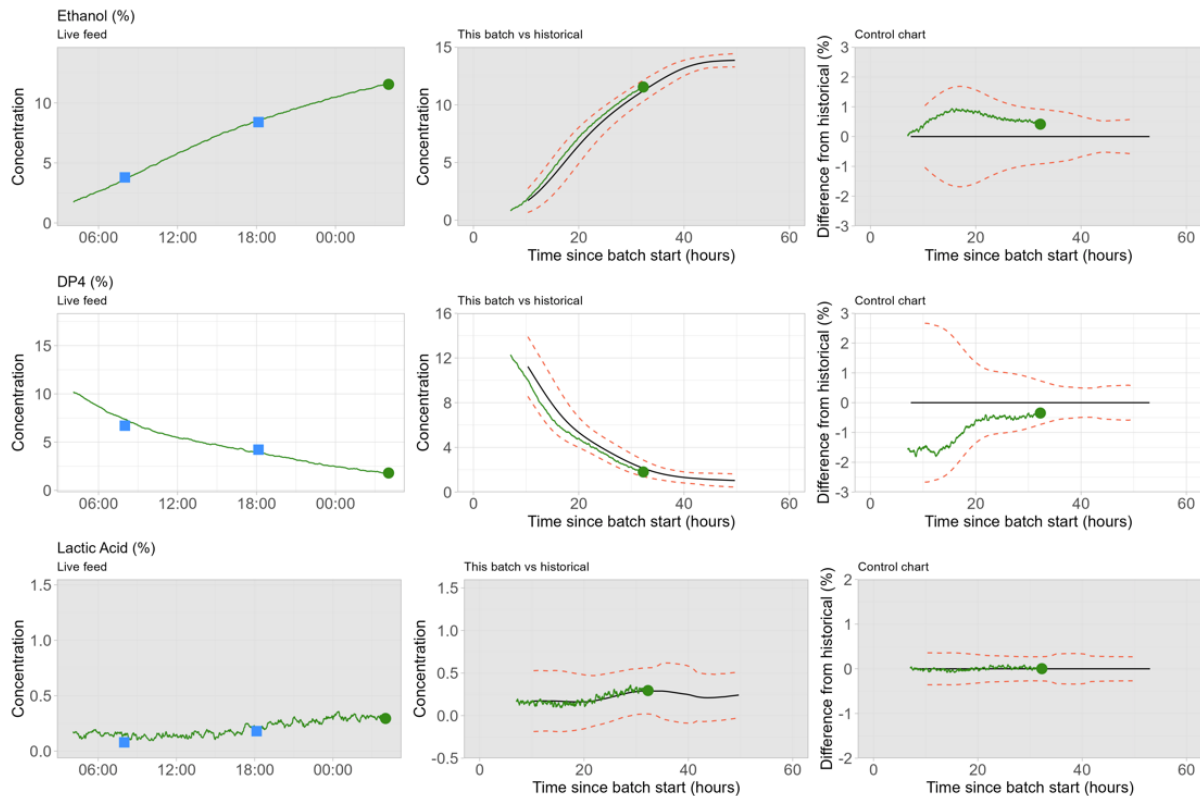 Ethanol (%)
Live feed
This batch vs historical
Control chart
Concentration
15
10
5
0
06:00 12:00 18:00 00:00
Concentration
15
10
5
0
0 20 40 60
Time since batch start (hours)
Difference from historical (%)
3
2
1
0
-1
-2
-3
0 20 40 60
Time since batch start (hours)
DP4 (%)
Live feed
This batch vs historical
Control chart
Concentration
15
10
5
0
06:00 12:00 18:00 00:00
Concentration
16
12
8
4
0
0 20 40 60
Time since batch start (hours)
Difference from historical (%)
3
2
1
0
-1
-2
-3
0 20 40 60
Time since batch start (hours)
Lactic Acid (%)
Live feed
This batch vs historical
Control chart
Concentration
1.5
1.0
0.5
0.0
06:00 12:00 18:00 00:00
Concentration
1.5
1.0
0.5
0.0
-0.5
0 20 40 60
Time since batch start (hours)
Difference from historical (%)
2
1
0
-1
-2
0 20 40 60
Time since batch start (hours)